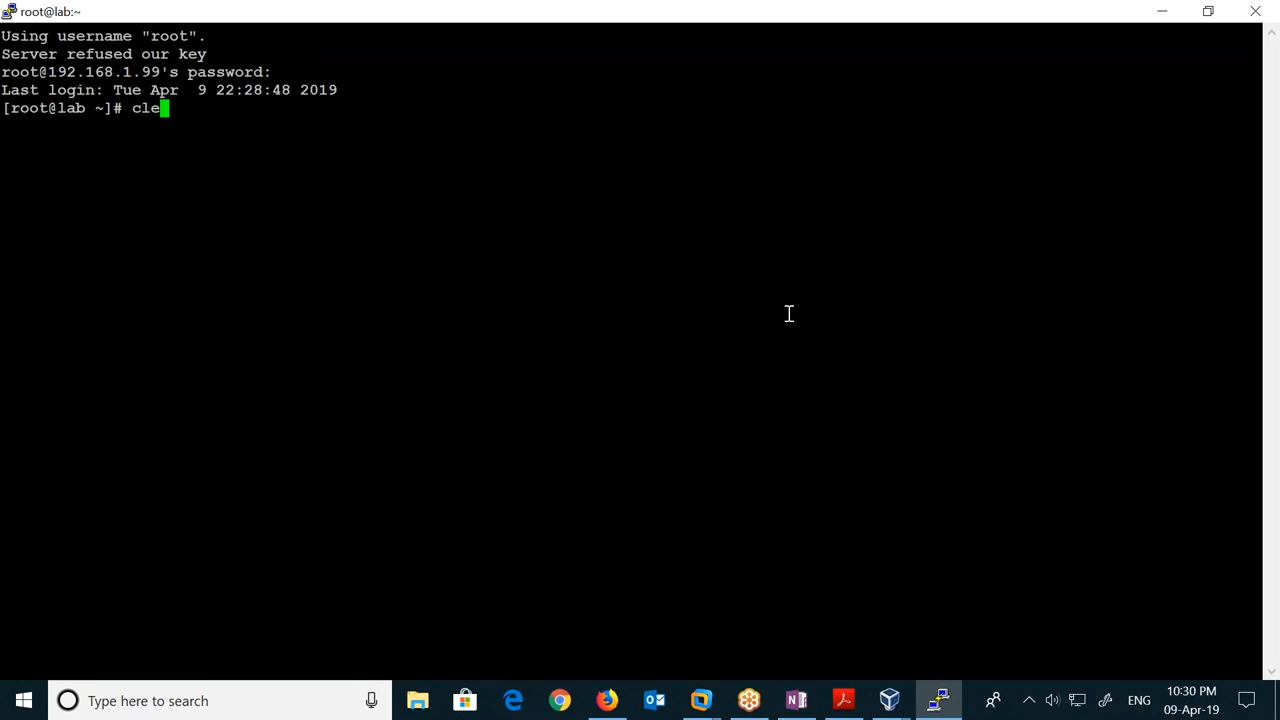 root@lab:~
Using username "root".
Server refused our key
root@192.168.1.99's password:
Last login: Tue Apr  9 22:28:48 2019
[root@lab ~]# cle
Type here to search
ENG
10:30 PM
09-Apr-19